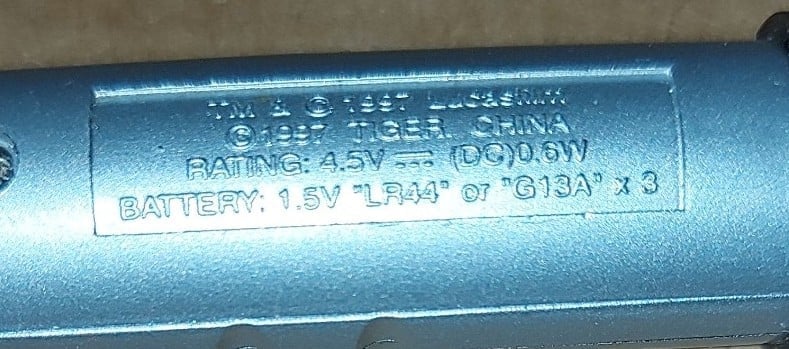 TM & © 1997 Lucasfilm
©1997 TIGER. CHINA
RATING: 4.5V ⎓ (DC)0.6W
BATTERY: 1.5V "LR44" or "G13A" x 3